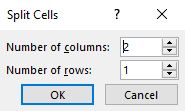 Split Cells ? ×
Number of columns: 2
Number of rows: 1
OK Cancel